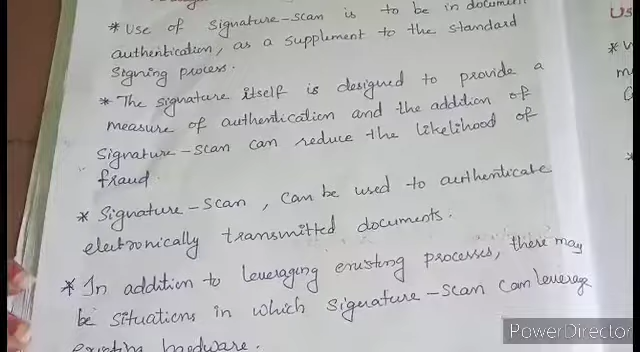 * Use of signature-scan is to be in document
authentication, as a supplement to the standard
signing process.
* The signature itself is designed to provide a
measure of authentication and the addition of
signature-scan can reduce the likelihood of
fraud.
* Signature-scan, can be used to authenticate
electronically transmitted documents.
* In addition to leveraging existing processes, there may
be situations in which signature-scan can leverage
existing hardware.
Us
*
m
PowerDirector